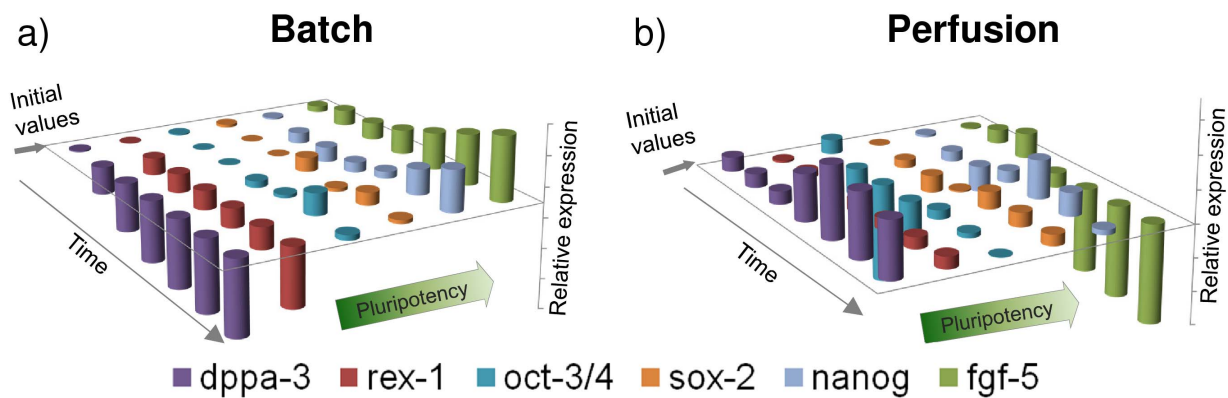 a)
Batch
Initial
values
Time
Pluripotency
Relative expression
b)
Perfusion
Initial
values
Time
Pluripotency
Relative expression
dppa-3 rex-1 oct-3/4 sox-2 nanog fgf-5